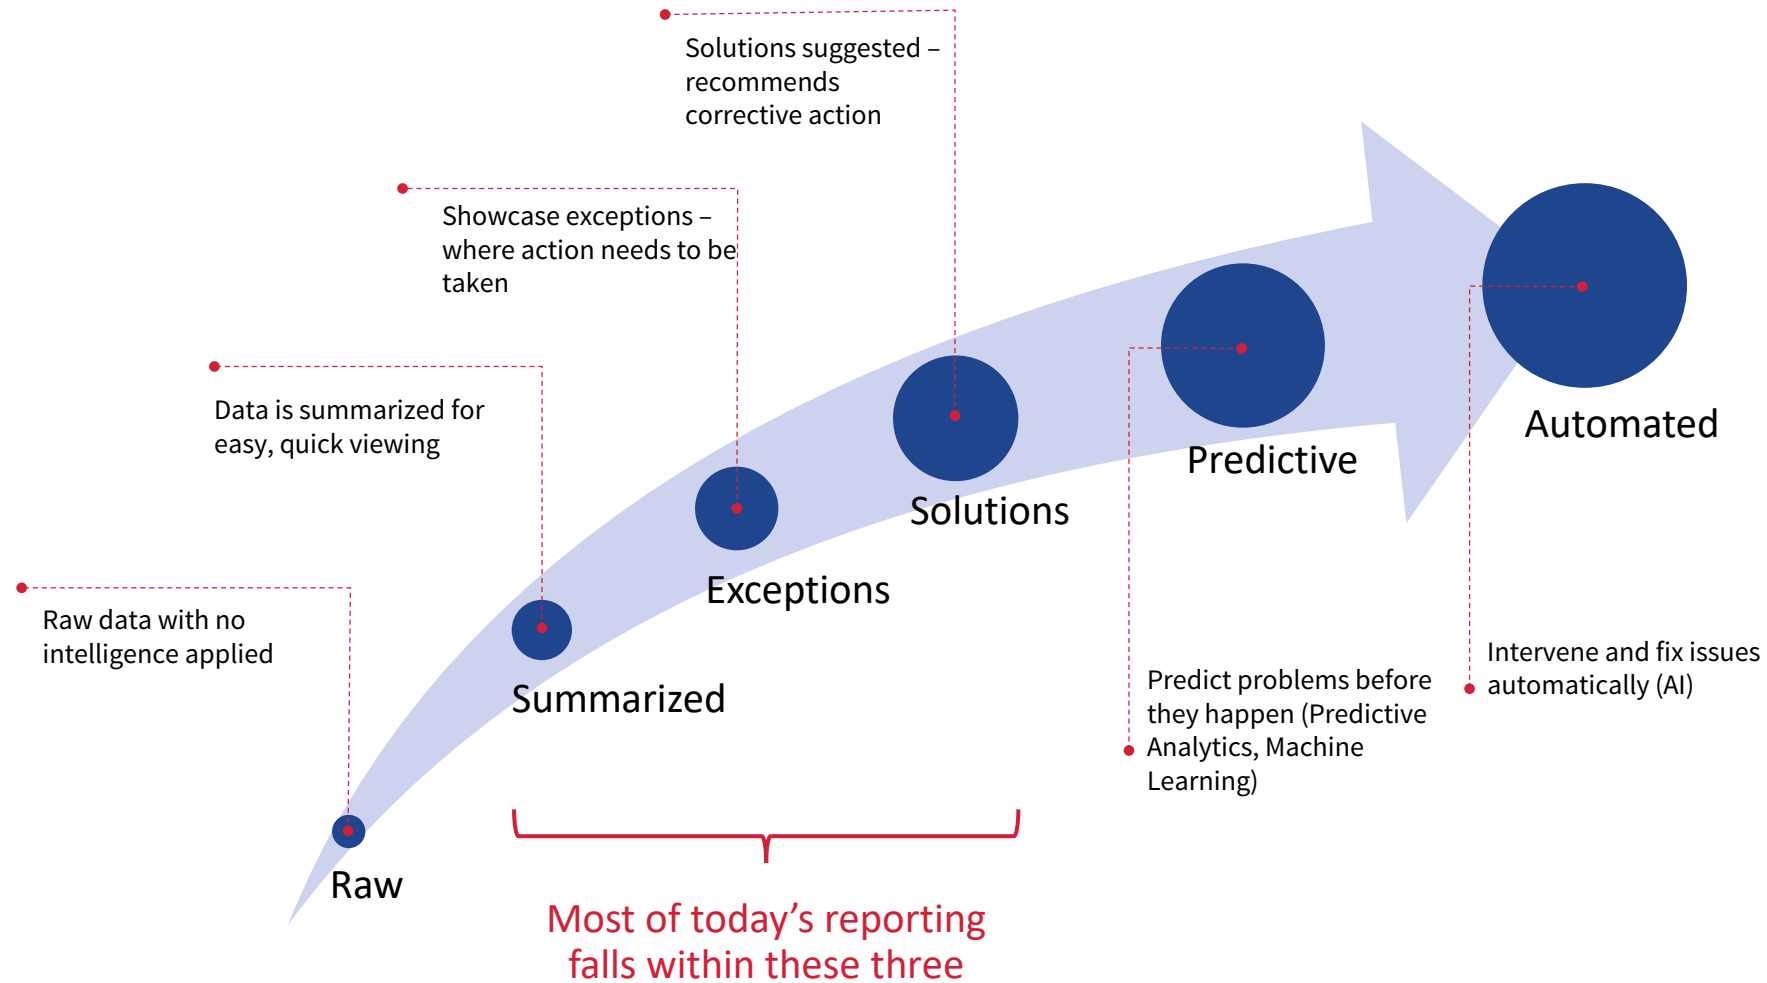 Solutions suggested –
recommends
corrective action
Showcase exceptions –
where action needs to be
taken
Data is summarized for
easy, quick viewing
Raw data with no
intelligence applied
Raw
Summarized
Exceptions
Solutions
Predictive
Automated
Predict problems before
they happen (Predictive
Analytics, Machine
Learning)
Intervene and fix issues
automatically (AI)
Most of today’s reporting
falls within these three